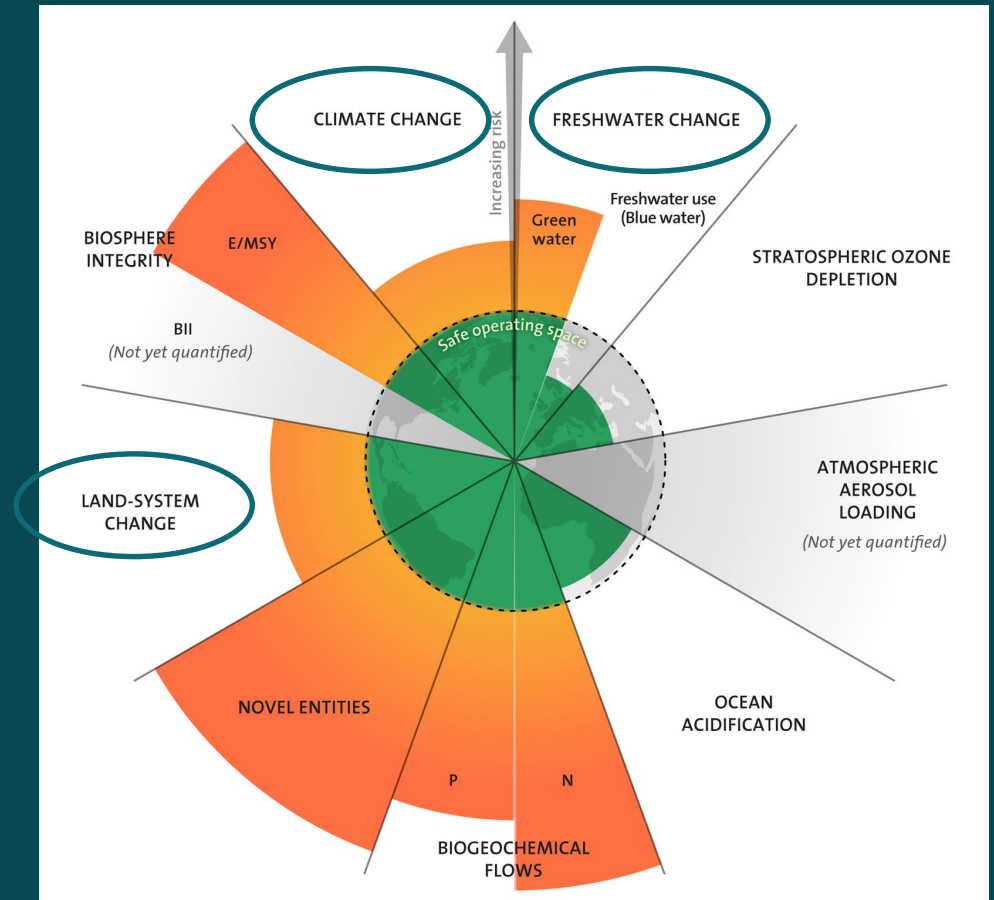 CLIMATE CHANGE
FRESHWATER CHANGE
Increasing risk
Freshwater use
(Blue water)
Green
water
BIOSPHERE
INTEGRITY
E/MSY
STRATOSPHERIC OZONE
DEPLETION
BII
(Not yet quantified)
Safe operating space
LAND-SYSTEM
CHANGE
ATMOSPHERIC
AEROSOL
LOADING
(Not yet quantified)
NOVEL ENTITIES
OCEAN
ACIDIFICATION
P
N
BIOGEOCHEMICAL
FLOWS